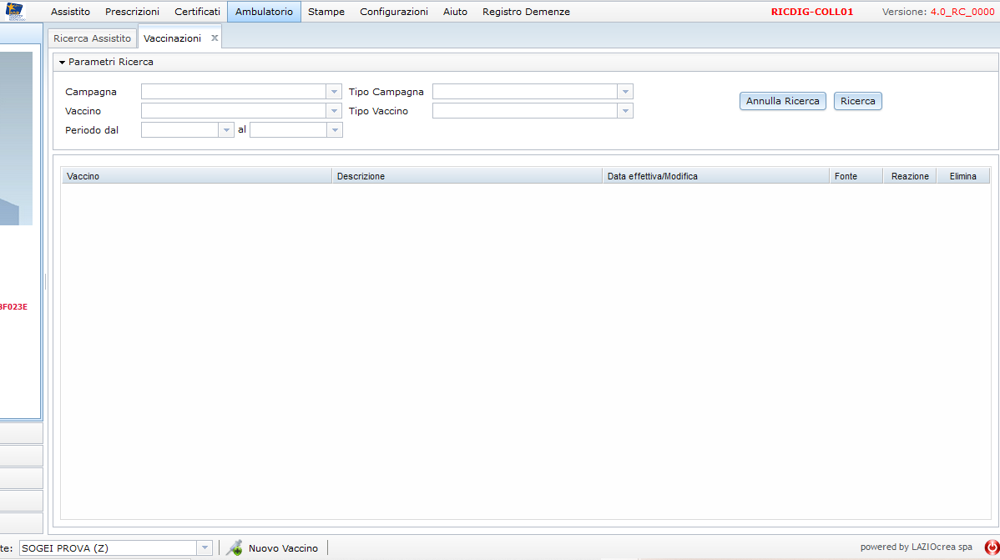 Assistito Prescrizioni Certificati Ambulatorio Stampe Configurazioni Aiuto Registro Demenze RICDIG-COLL01 Versione: 4.0_RC_0000
Ricerca Assistito Vaccinazioni x
Parametri Ricerca
Campagna Tipo Campagna Annulla Ricerca Ricerca
Vaccino Tipo Vaccino
Periodo dal al
Vaccino Descrizione Data effettiva/Modifica Fonte Reazione Elimina
BF023E
te: SOGEI PROVA (Z) Nuovo Vaccino powered by LAZIOcrea spa